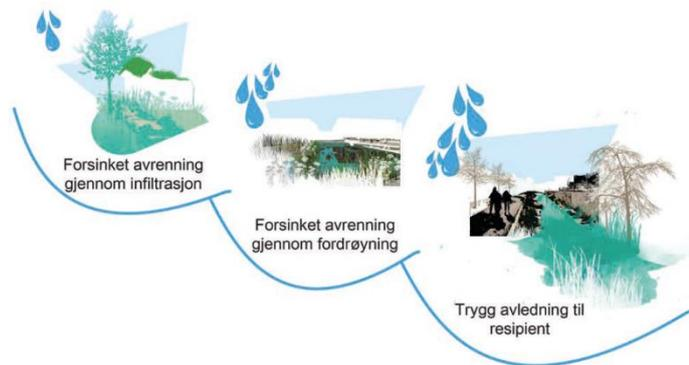 Forsinket avrenning
gjennom infiltrasjon
Forsinket avrenning
gjennom fordrøyning
Trygg avledning til
resipient